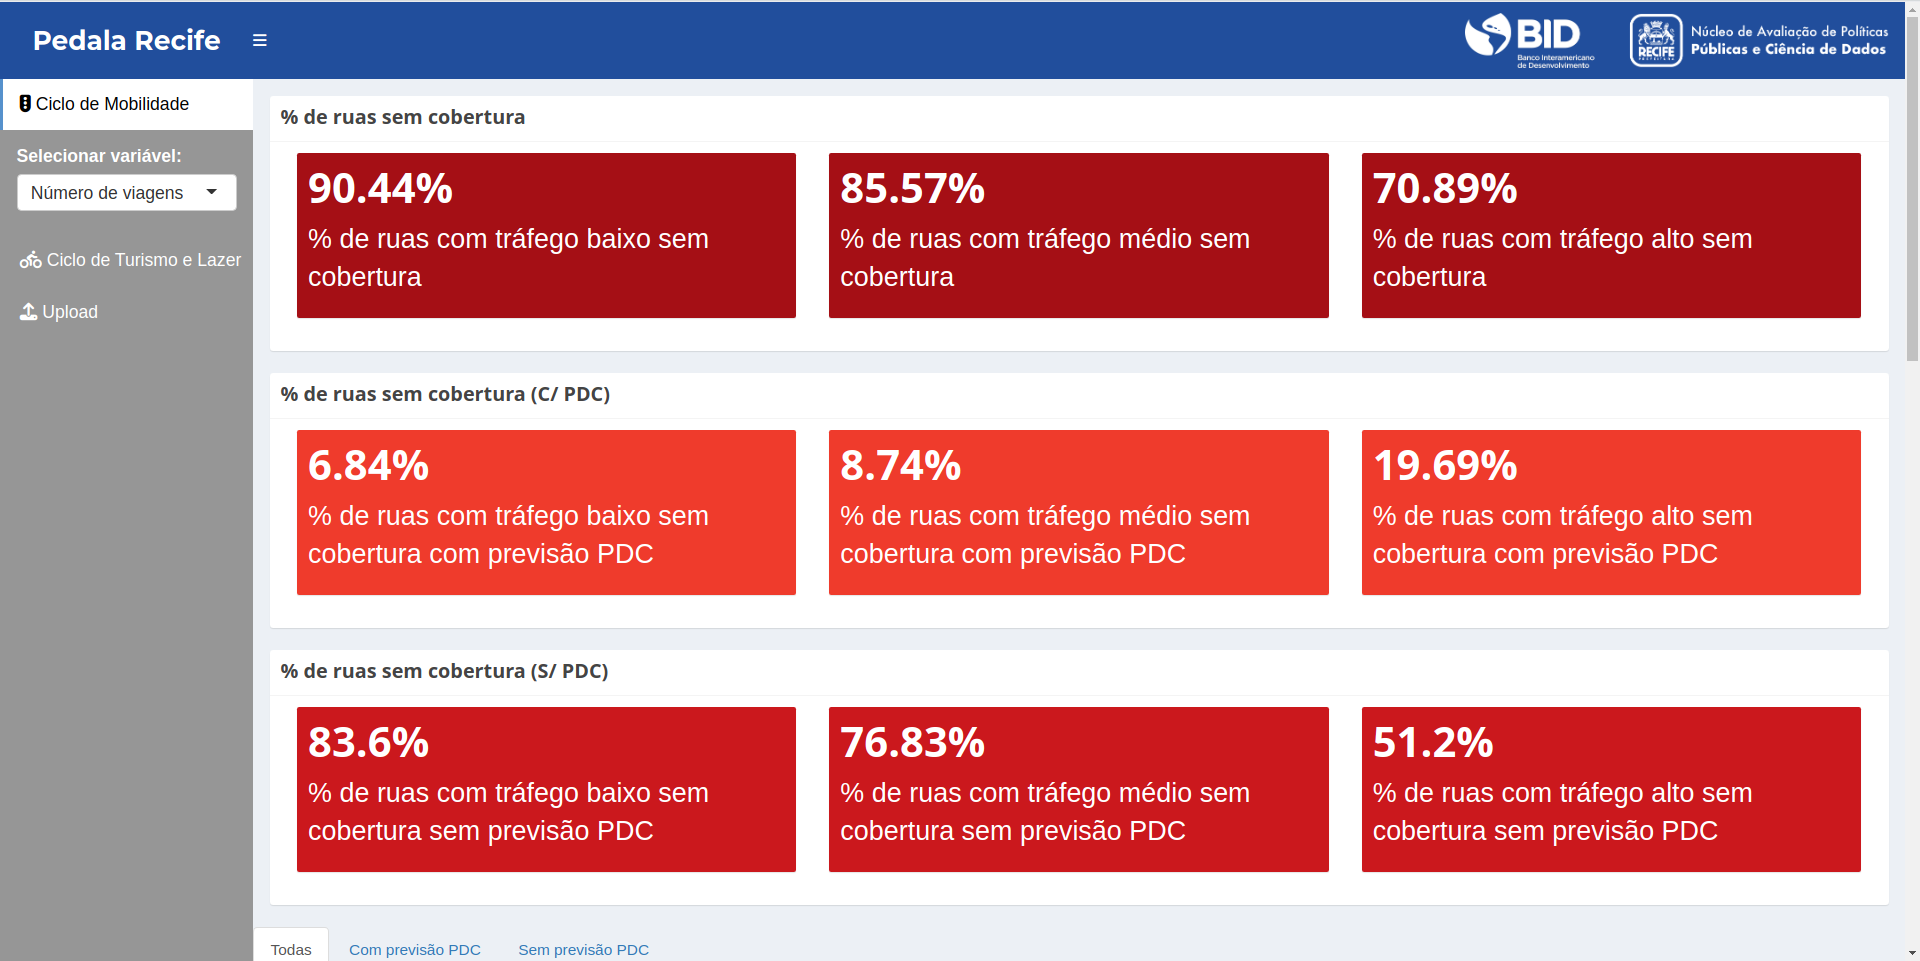 Pedala Recife
BID
Banco Interamericano
de Desenvolvimento
RECIFE
PREFEITURA
Núcleo de Avaliação de Políticas
Públicas e Ciência de Dados
Ciclo de Mobilidade
Selecionar variável:
Número de viagens
Ciclo de Turismo e Lazer
Upload
% de ruas sem cobertura
90.44%
% de ruas com tráfego baixo sem
cobertura
85.57%
% de ruas com tráfego médio sem
cobertura
70.89%
% de ruas com tráfego alto sem
cobertura
% de ruas sem cobertura (C/ PDC)
6.84%
% de ruas com tráfego baixo sem
cobertura com previsão PDC
8.74%
% de ruas com tráfego médio sem
cobertura com previsão PDC
19.69%
% de ruas com tráfego alto sem
cobertura com previsão PDC
% de ruas sem cobertura (S/ PDC)
83.6%
% de ruas com tráfego baixo sem
cobertura sem previsão PDC
76.83%
% de ruas com tráfego médio sem
cobertura sem previsão PDC
51.2%
% de ruas com tráfego alto sem
cobertura sem previsão PDC
Todas
Com previsão PDC
Sem previsão PDC